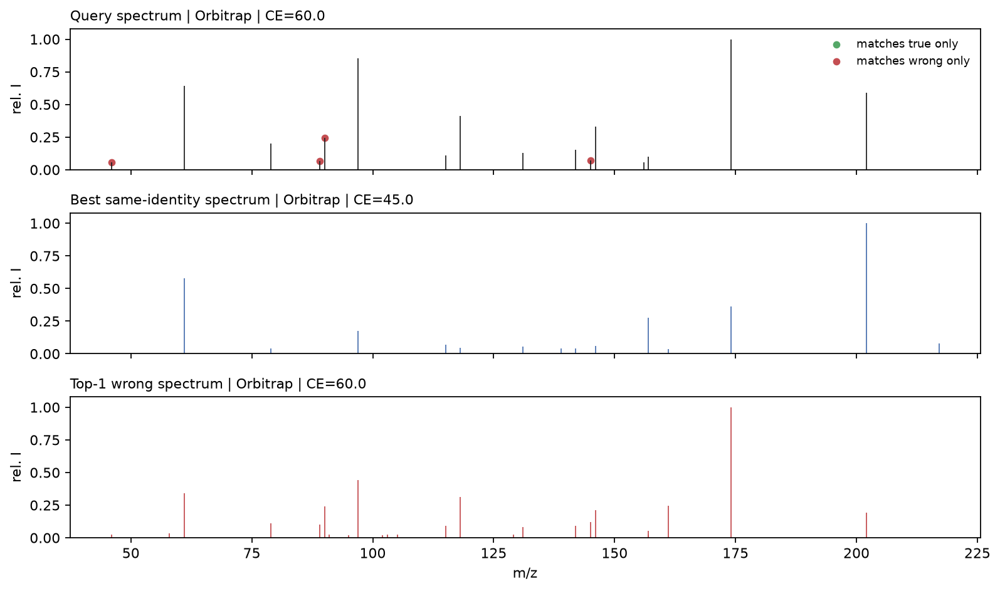 Query spectrum | Orbitrap | CE=60.0
1.00
0.75
0.50
0.25
0.00
rel. I
matches true only
matches wrong only
Best same-identity spectrum | Orbitrap | CE=45.0
1.00
0.75
0.50
0.25
0.00
rel. I
Top-1 wrong spectrum | Orbitrap | CE=60.0
1.00
0.75
0.50
0.25
0.00
rel. I
50 75 100 125 150 175 200 225
m/z